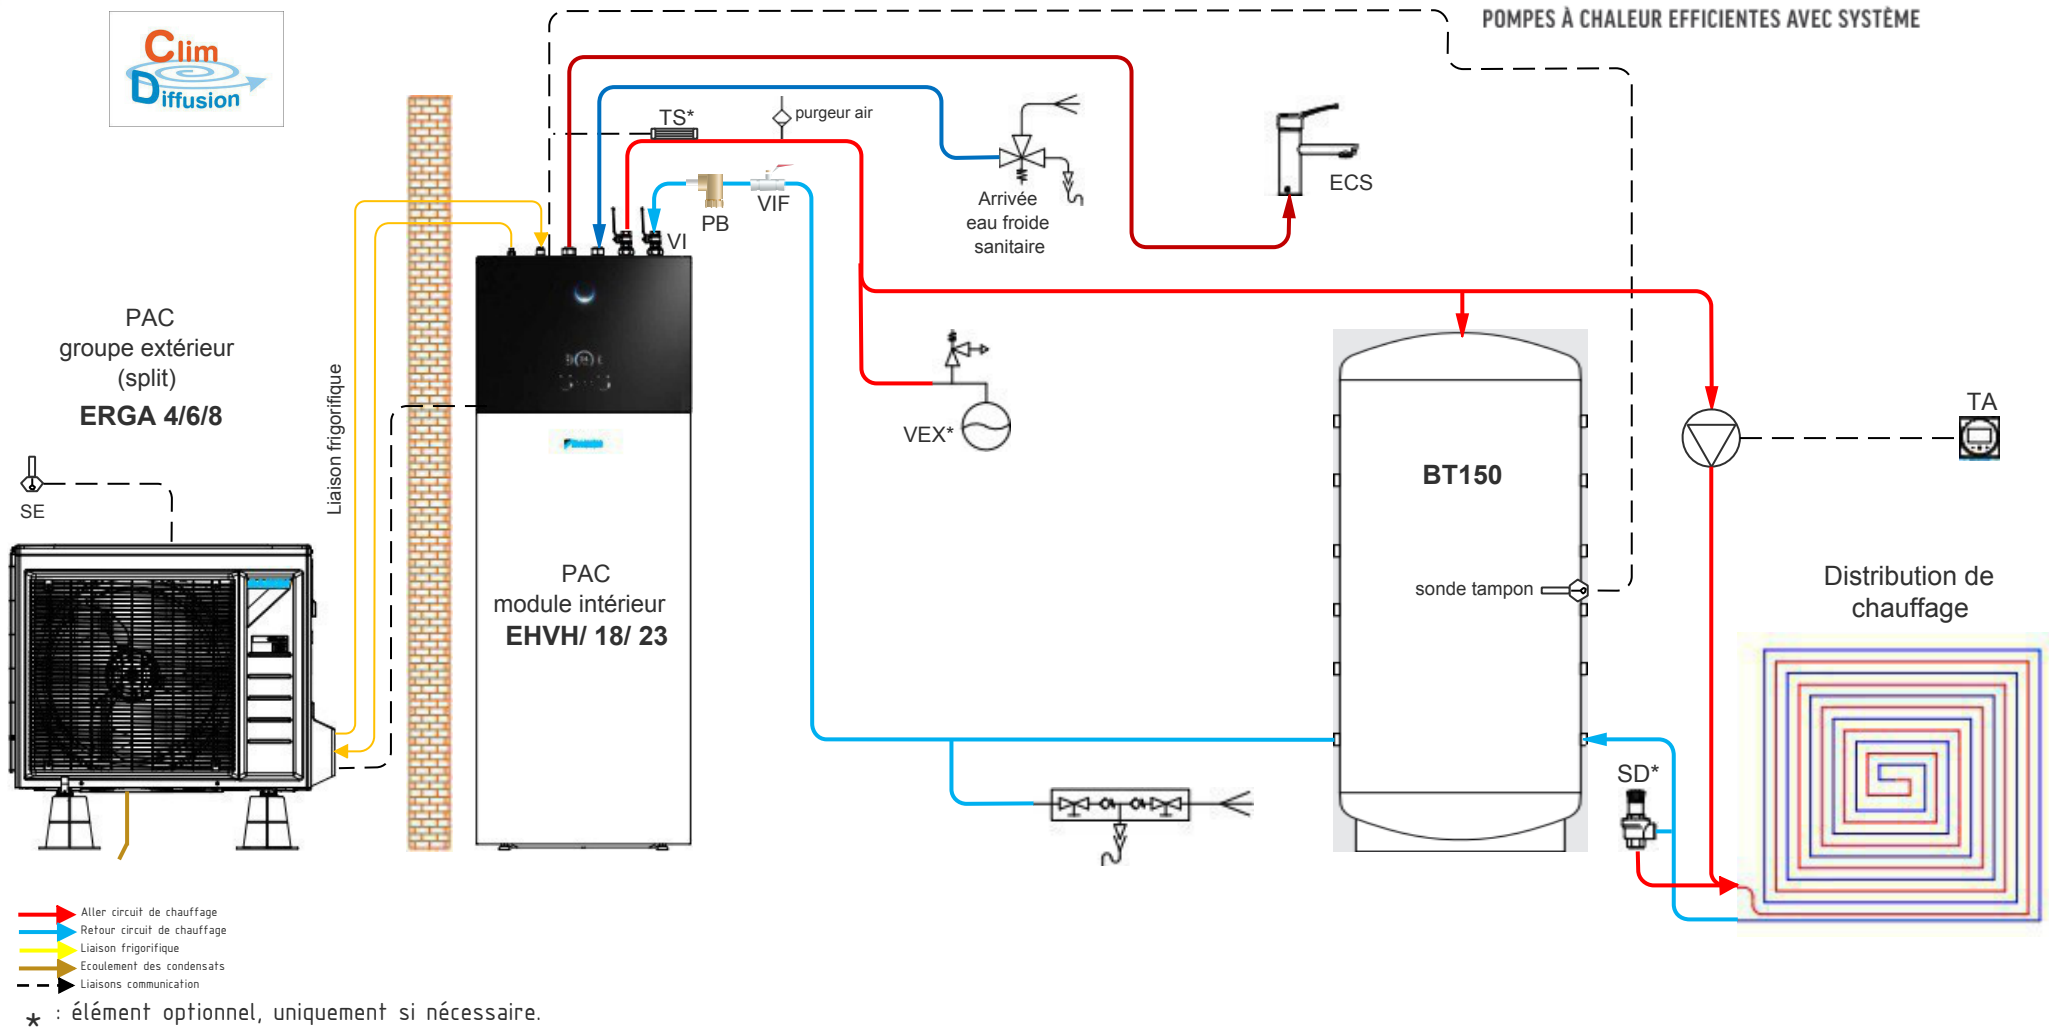 Clim
Diffusion
POMPES À CHALEUR EFFICIENTES AVEC SYSTÈME
TS*
purgeur air
PB
VIF
VI
Arrivée
eau froide
sanitaire
ECS
PAC
groupe extérieur
(split)
ERGA 4/6/8
Liaison frigorifique
SE
VEX*
BT150
TA
sonde tampon
PAC
module intérieur
EHVH/ 18/ 23
Distribution de
chauffage
SD*
Aller circuit de chauffage
Retour circuit de chauffage
Liaison frigorifique
Ecoulement des condensats
Liaisons communication
* : élément optionnel, uniquement si nécessaire.